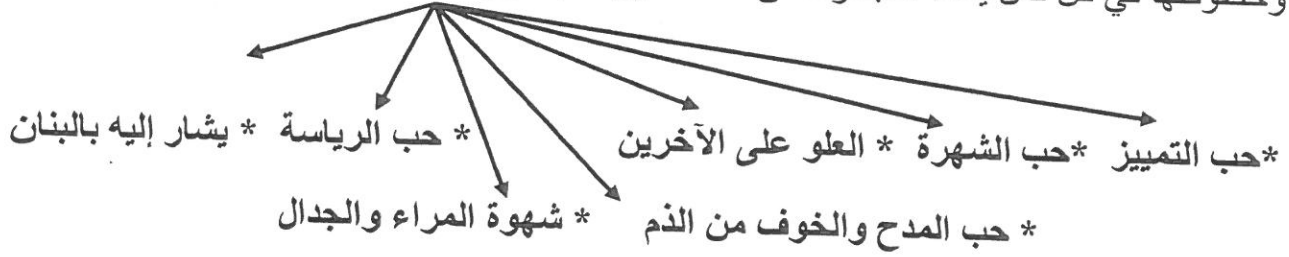 *حب التمييز *حب الشهرة * العلو على الآخرين * حب الرياسة * يشار إليه بالبنان
* حب المدح والخوف من الذم * شهوة المراء والجدال